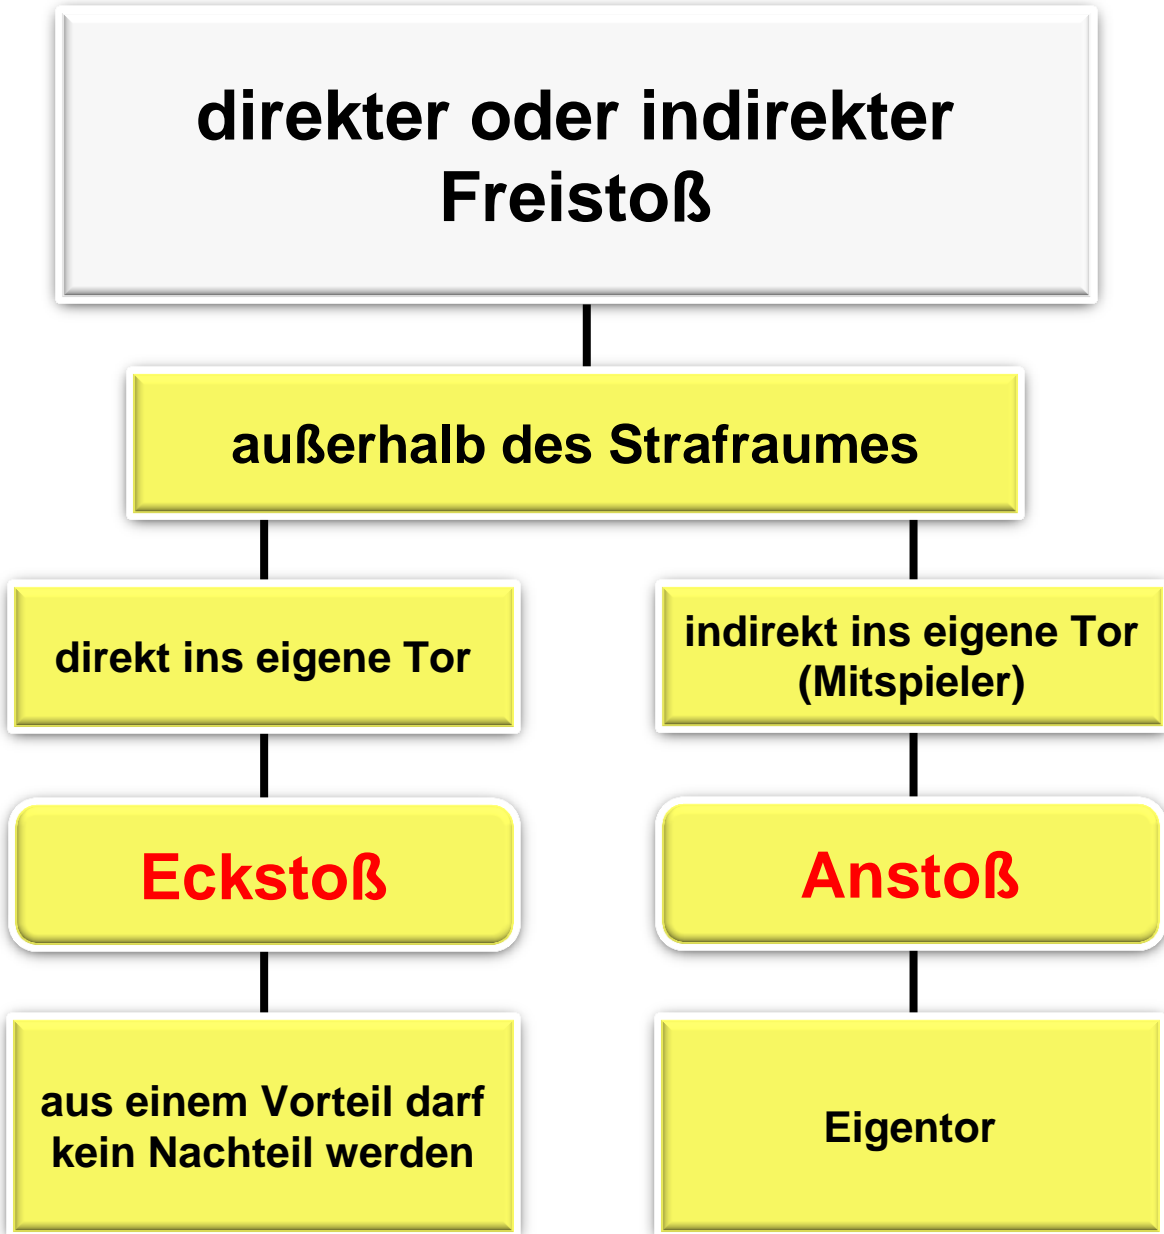 direkter oder indirekter
Freistoß
außerhalb des Strafraumes
direkt ins eigene Tor
indirekt ins eigene Tor
(Mitspieler)
Eckstoß
Anstoß
aus einem Vorteil darf
kein Nachteil werden
Eigentor